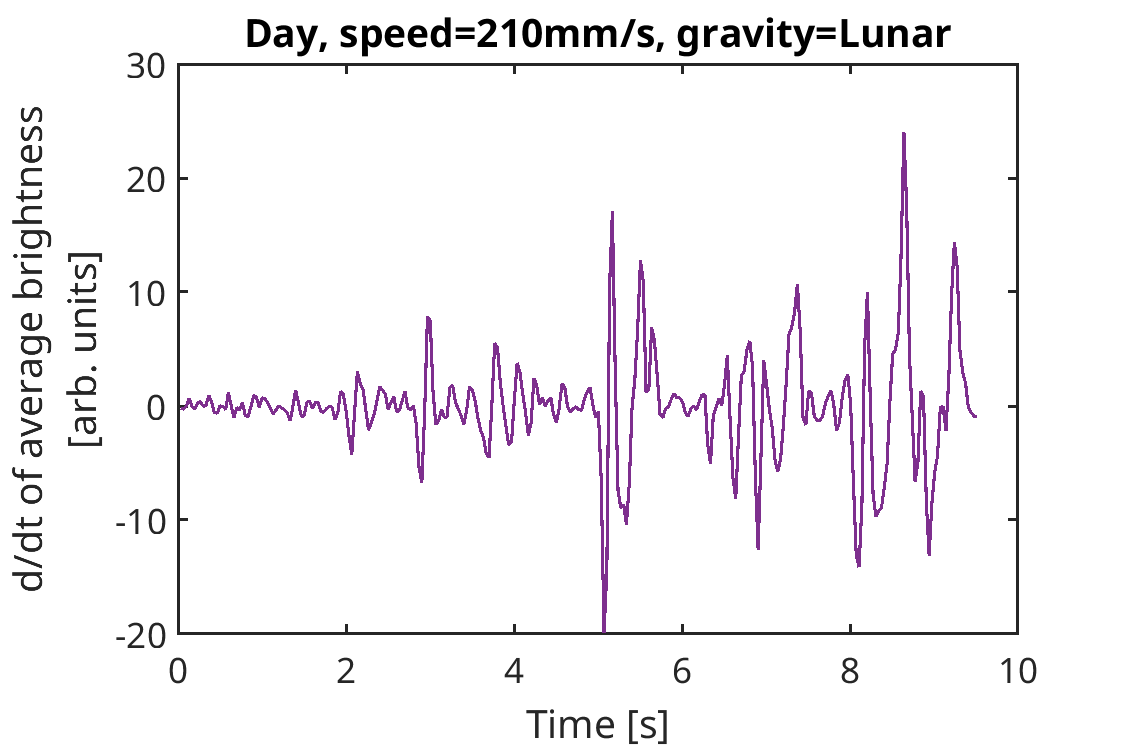 Day, speed=210mm/s, gravity=Lunar
d/dt of average brightness
[arb. units]
30
20
10
0
-10
-20
0 2 4 6 8 10
Time [s]